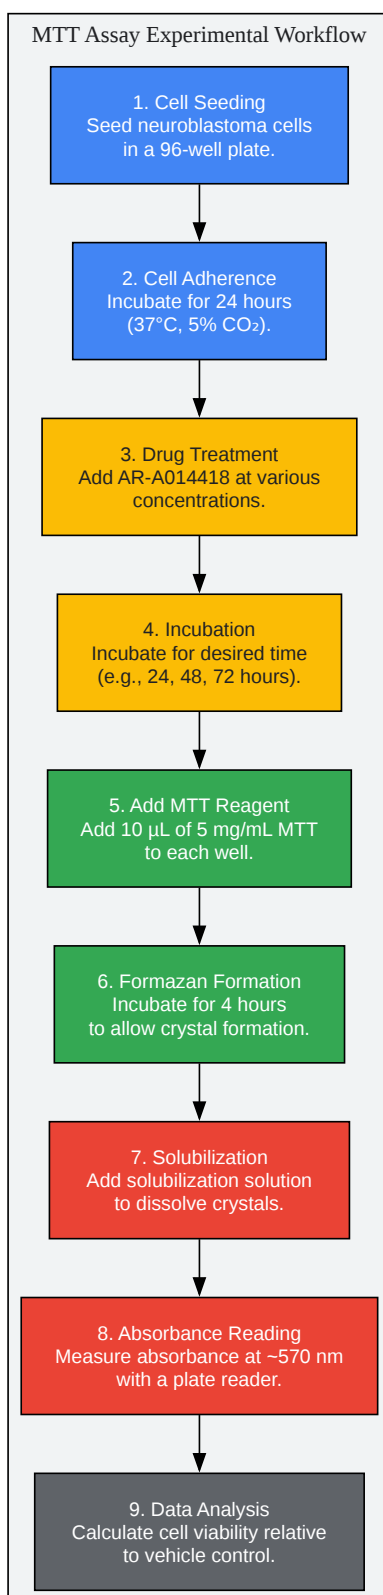 MTT Assay Experimental Workflow
1. Cell Seeding
Seed neuroblastoma cells
in a 96-well plate.
2. Cell Adherence
Incubate for 24 hours
(37°C, 5% CO₂).
3. Drug Treatment
Add AR-A014418 at various
concentrations.
4. Incubation
Incubate for desired time
(e.g., 24, 48, 72 hours).
5. Add MTT Reagent
Add 10 µL of 5 mg/mL MTT
to each well.
6. Formazan Formation
Incubate for 4 hours
to allow crystal formation.
7. Solubilization
Add solubilization solution
to dissolve crystals.
8. Absorbance Reading
Measure absorbance at ~570 nm
with a plate reader.
9. Data Analysis
Calculate cell viability relative
to vehicle control.